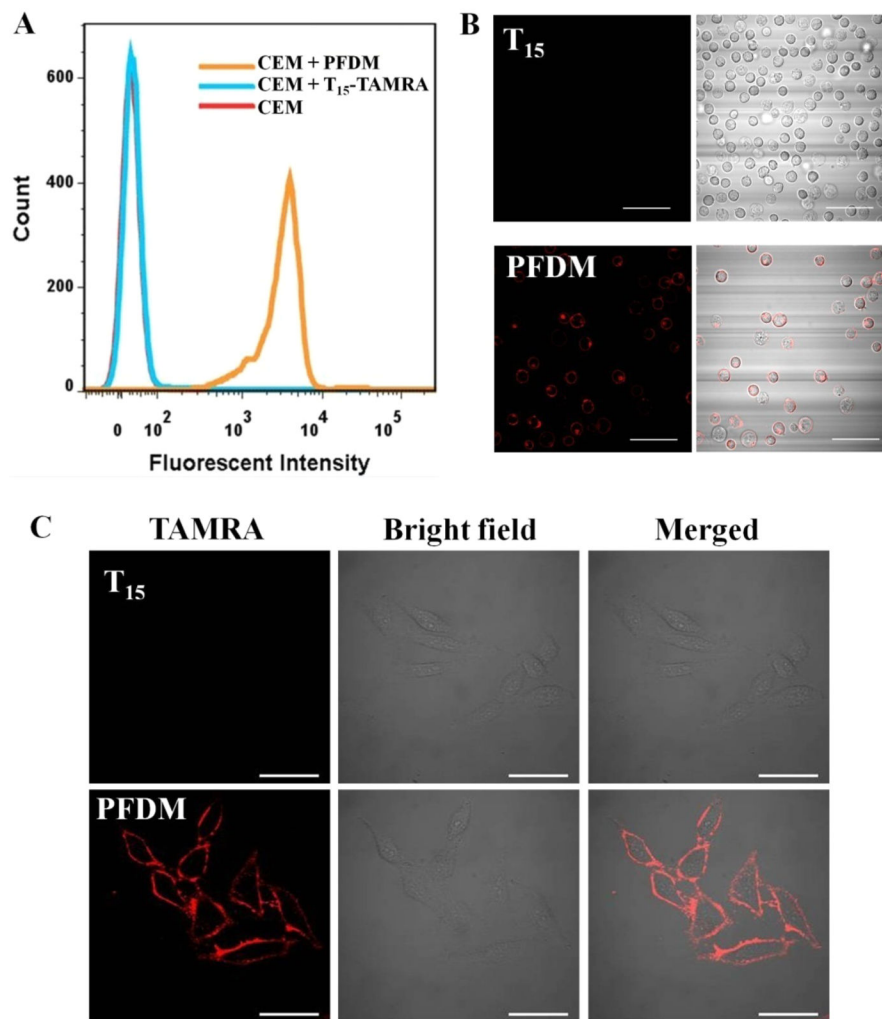 A
CEM + PFDM
CEM + T₁₅-TAMRA
CEM
600
400
200
0
Count
0 10² 10³ 10⁴ 10⁵
Fluorescent Intensity
B
T₁₅
PFDM
C
TAMRA Bright field Merged
T₁₅
PFDM